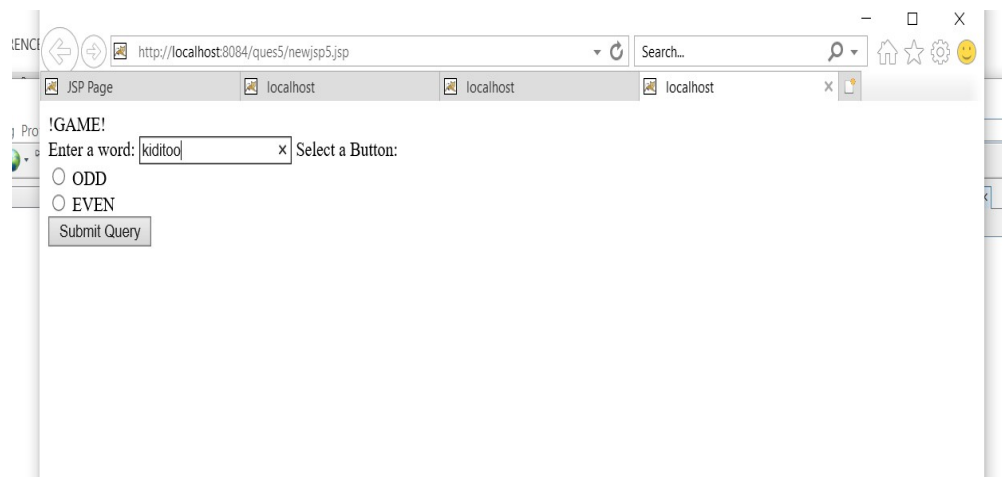 http://localhost:8084/ques5/newjsp5.jsp Search...
JSP Page localhost localhost localhost
!GAME!
Enter a word: kiditoo Select a Button:
ODD
EVEN
Submit Query